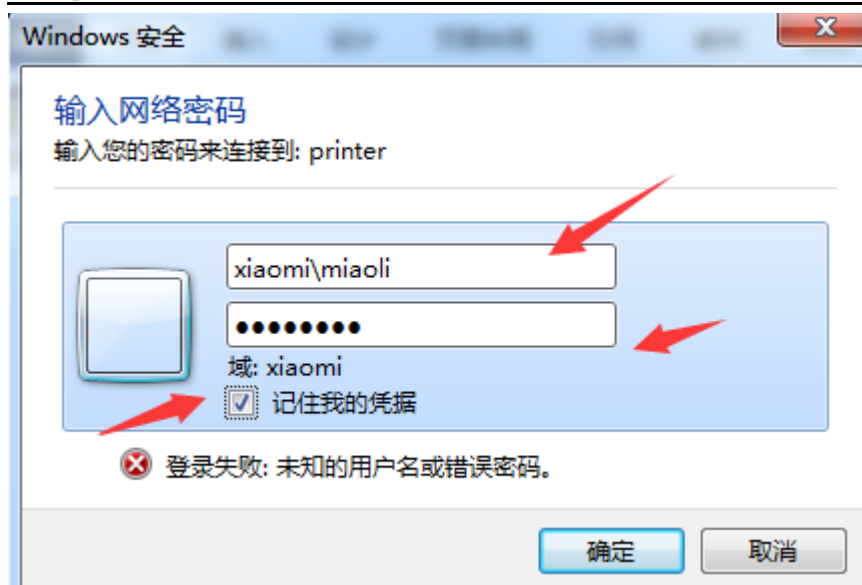 Windows 安全
输入网络密码
输入您的密码来连接到: printer
xiaomi\miaoli
●●●●●●●●
域: xiaomi
记住我的凭据
登录失败: 未知的用户名或错误密码。
确定
取消